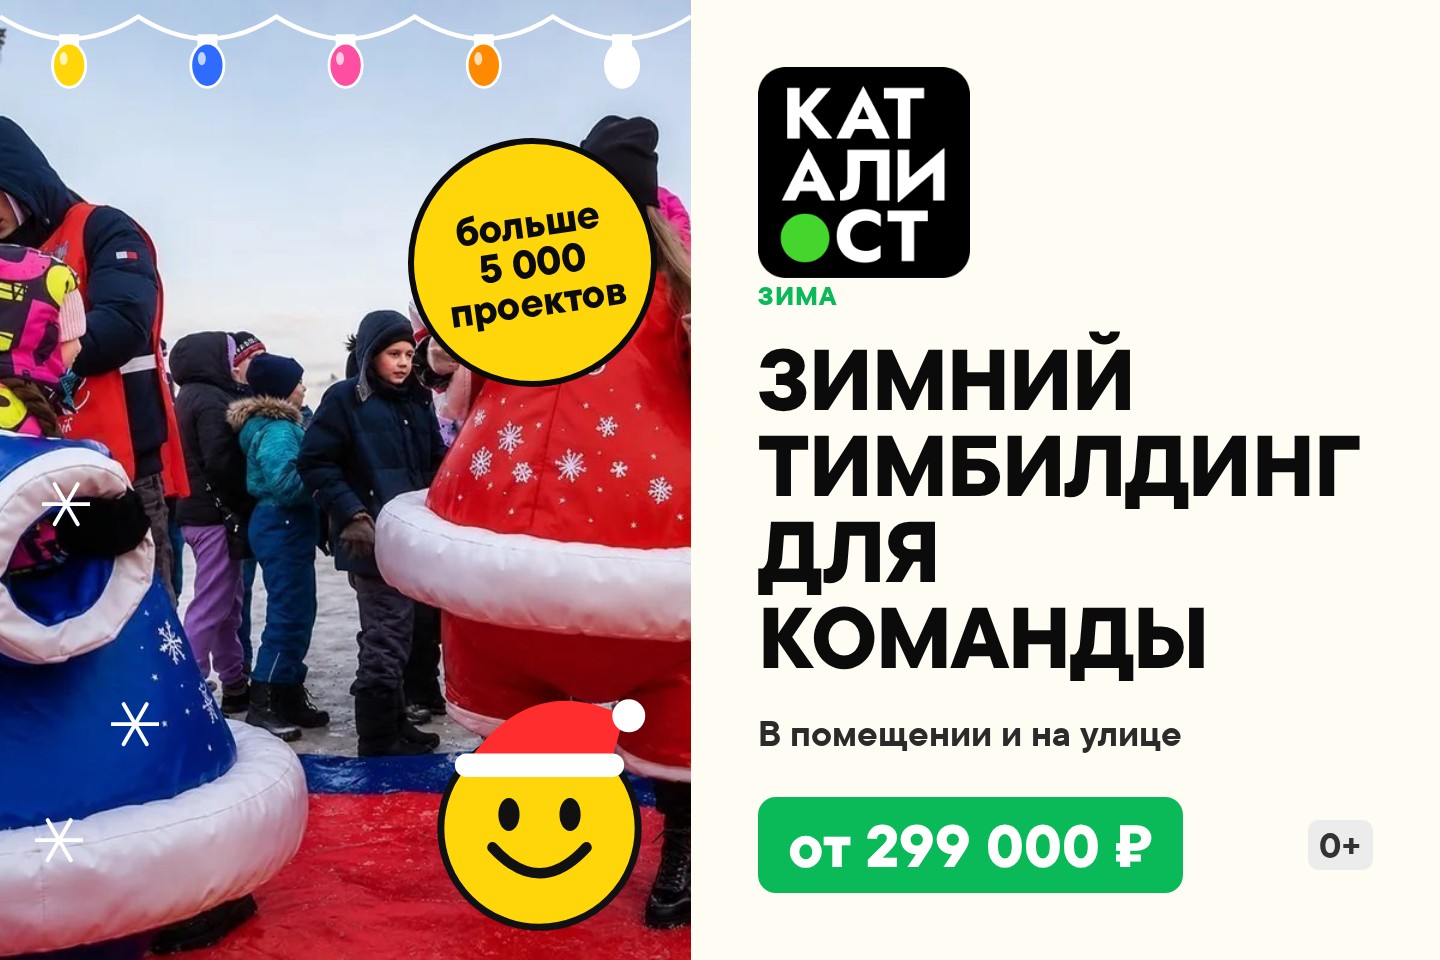 больше
5 000
проектов
КАТ
АЛИ
СТ
ЗИМА
ЗИМНИЙ
ТИМБИЛДИНГ
ДЛЯ
КОМАНДЫ
В помещении и на улице
от 299 000 ₽
0+